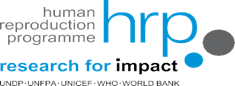 human
reproduction
programme
hrp
research for impact
UNDP · UNFPA · UNICEF · WHO · WORLD BANK